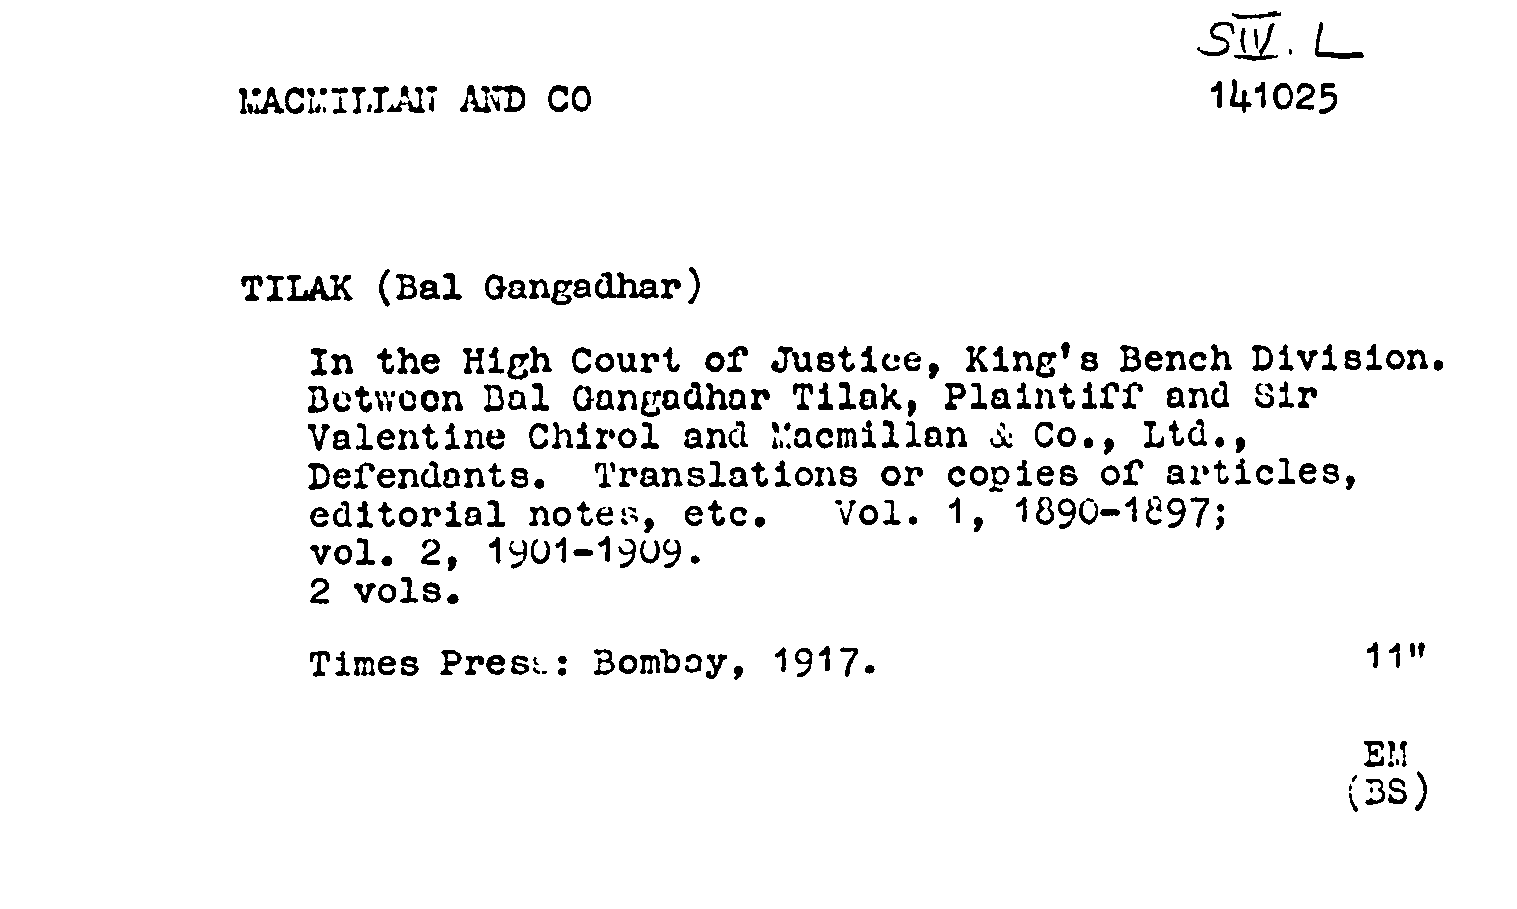 SIV. L
MACMILLAN AND CO 141025
TILAK (Bal Gangadhar)
In the High Court of Justice, King's Bench Division.
Between Bal Gangadhar Tilak, Plaintiff and Sir
Valentine Chirol and Macmillan & Co., Ltd.,
Defendants. Translations or copies of articles,
editorial notes, etc. Vol. 1, 1890-1897;
vol. 2, 1901-1909.
2 vols.
Times Press: Bombay, 1917. 11"
EM
(BS)